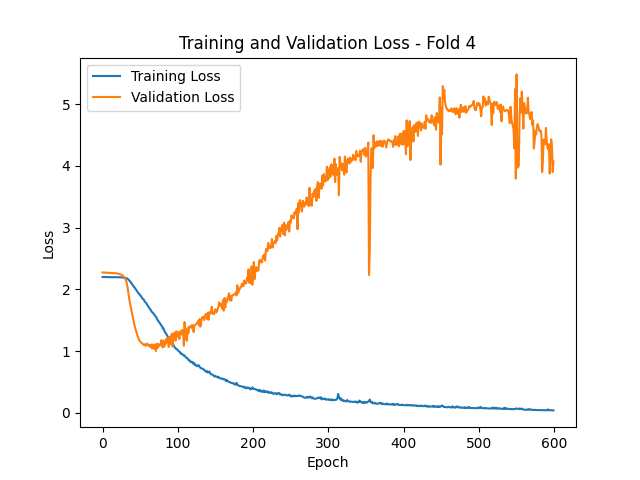 Training and Validation Loss - Fold 4
Training Loss
Validation Loss
Loss
5
4
3
2
1
0
0 100 200 300 400 500 600
Epoch